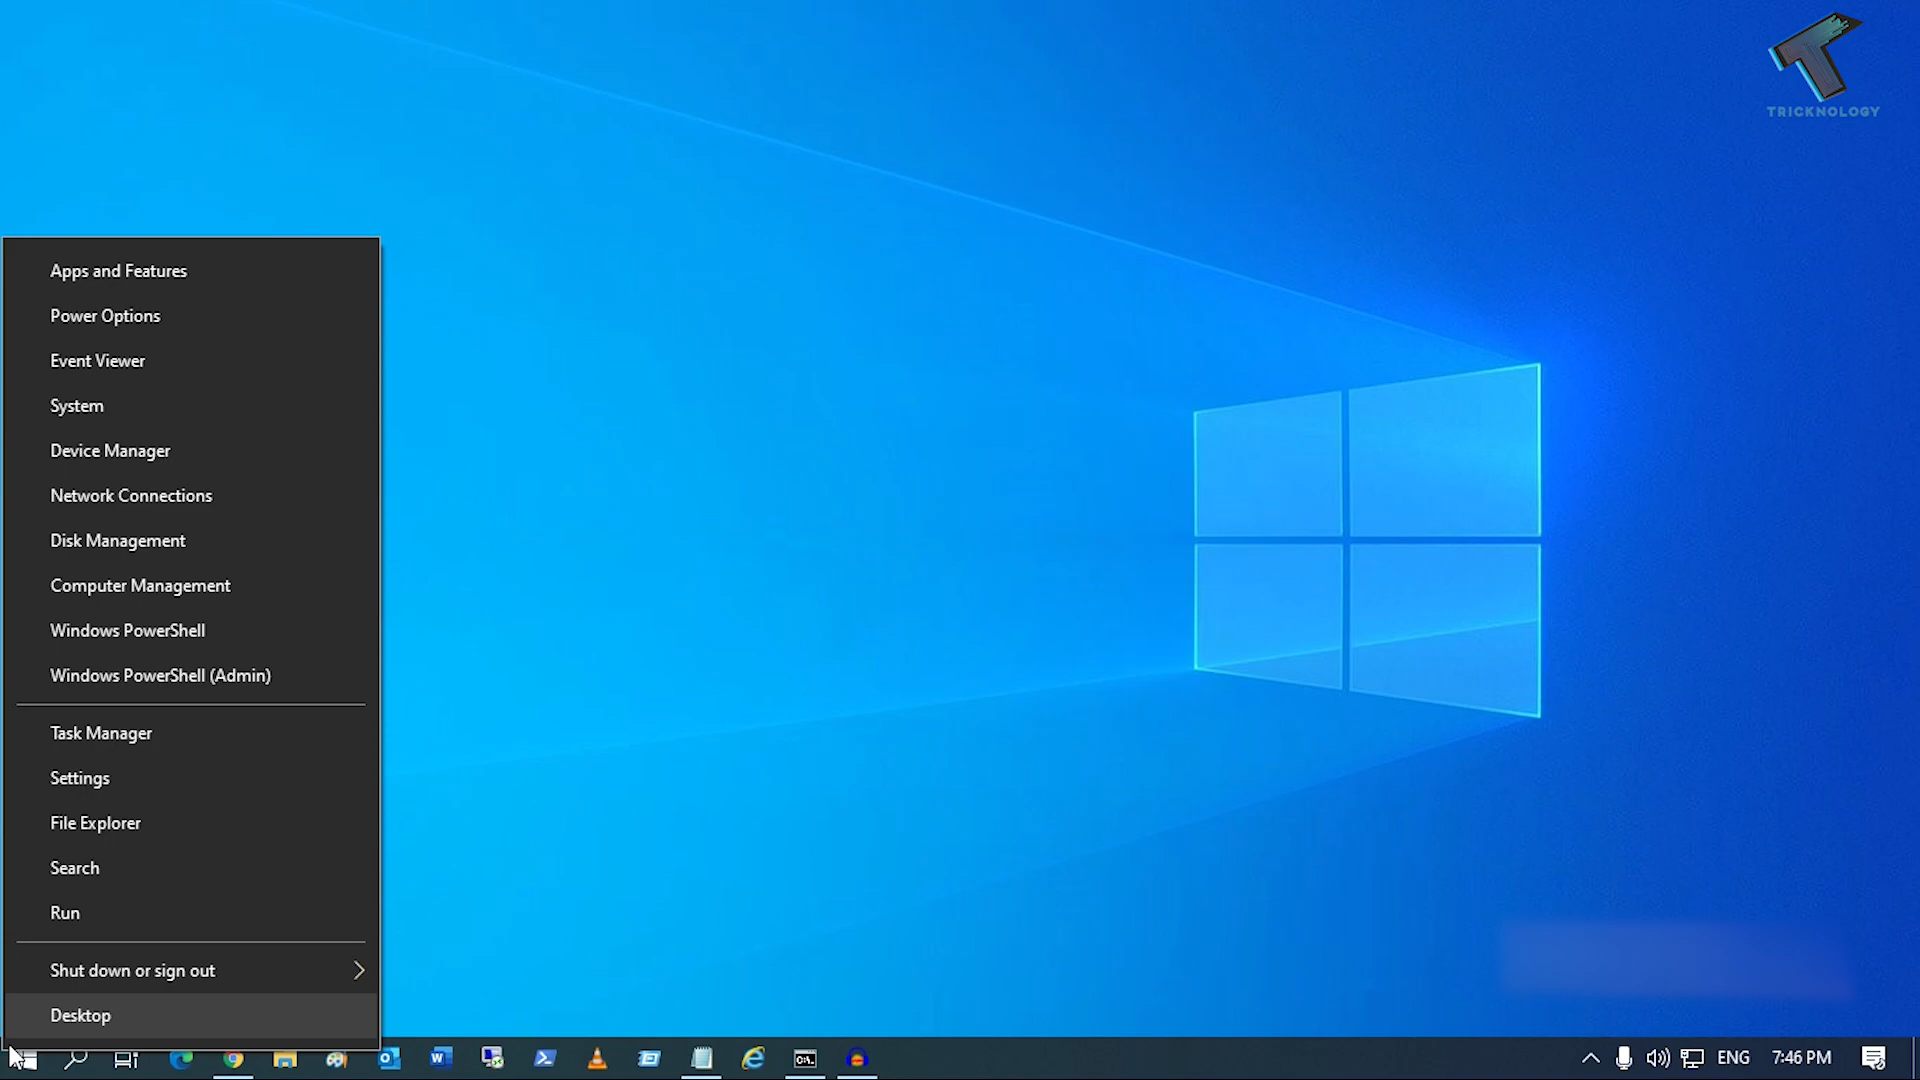 TRICKNOLOGY
Apps and Features
Power Options
Event Viewer
System
Device Manager
Network Connections
Disk Management
Computer Management
Windows PowerShell
Windows PowerShell (Admin)
Task Manager
Settings
File Explorer
Search
Run
Shut down or sign out
Desktop
ENG 7:46 PM